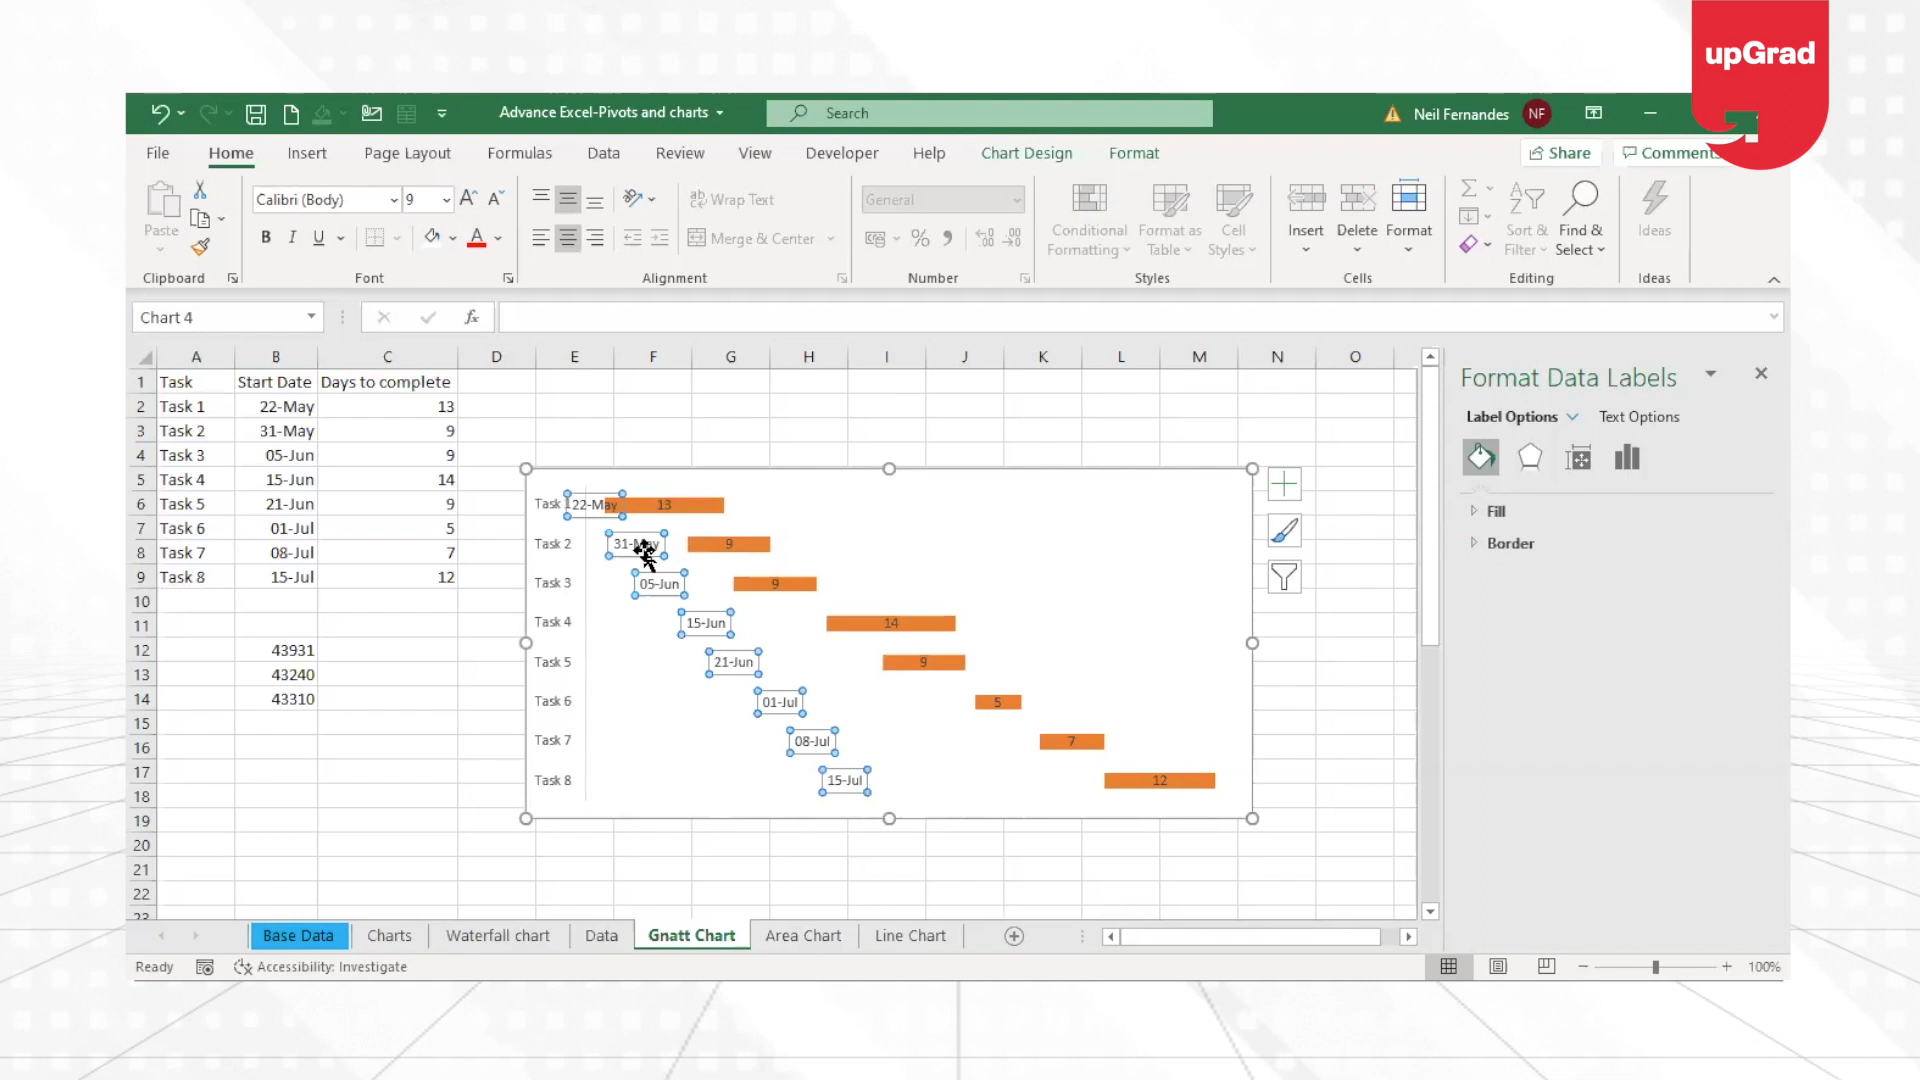 upGrad
Advance Excel-Pivots and charts
Search
Neil Fernandes
NF
File Home Insert Page Layout Formulas Data Review View Developer Help Chart Design Format
Share
Comments
Paste
Calibri (Body)
9
B I U
Wrap Text
Merge & Center
General
Conditional Formatting
Format as Table
Cell Styles
Insert
Delete
Format
Sort & Filter
Find & Select
Ideas
Clipboard Font Alignment Number Styles Cells Editing Ideas
Chart 4
fx
A B C D E F G H I J K L M N O
1 Task Start Date Days to complete
2 Task 1 22-May 13
3 Task 2 31-May 9
4 Task 3 05-Jun 9
5 Task 4 15-Jun 14
6 Task 5 21-Jun 9
7 Task 6 01-Jul 5
8 Task 7 08-Jul 7
9 Task 8 15-Jul 12
10
11
12 43931
13 43240
14 43310
15
16
17
18
19
20
21
22
23
Task 1 22-May 13
Task 2 31-May 9
Task 3 05-Jun 9
Task 4 15-Jun 14
Task 5 21-Jun 9
Task 6 01-Jul 5
Task 7 08-Jul 7
Task 8 15-Jul 12
Format Data Labels
Label Options Text Options
Fill
Border
Base Data Charts Waterfall chart Data Gnatt Chart Area Chart Line Chart
Ready
Accessibility: Investigate
100%